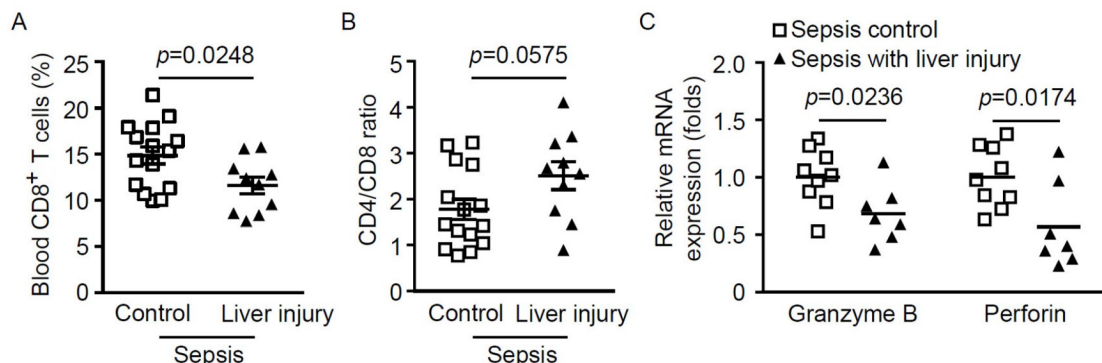 A
p=0.0248
Blood CD8+ T cells (%)
25
20
15
10
5
0
Control
Liver injury
Sepsis
B
p=0.0575
CD4/CD8 ratio
5
4
3
2
1
0
Control
Liver injury
Sepsis
C
Sepsis control
Sepsis with liver injury
Relative mRNA
expression (folds)
2.0
1.5
1.0
0.5
0
p=0.0236
p=0.0174
Granzyme B
Perforin